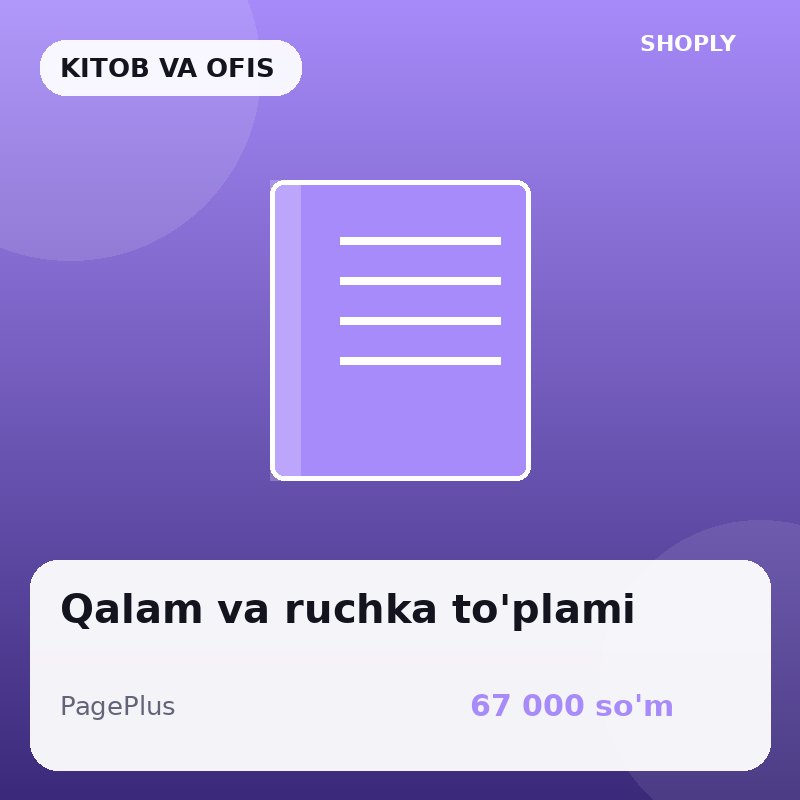 KITOB VA OFIS
SHOPLY
Qalam va ruchka to'plami
PagePlus
67 000 so'm